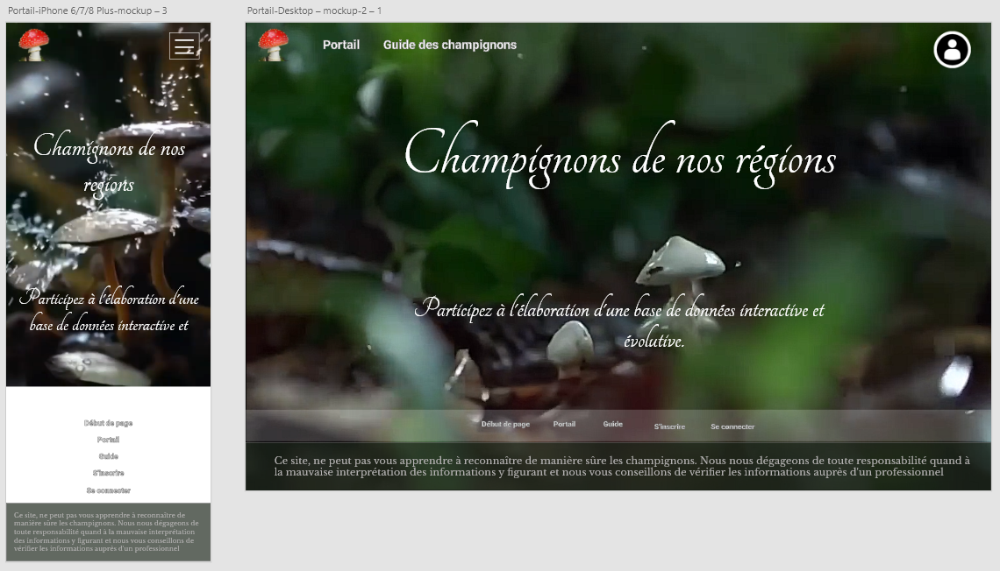 Portail-iPhone 6/7/8 Plus-mockup – 3
Chamignons de nos
regions
Participez à l'élaboration d'une
base de données interactive et
Début de page
Portail
Guide
S'inscrire
Se connecter
Ce site, ne peut pas vous apprendre à reconnaître de
manière sûre les champignons. Nous nous dégageons de
toute responsabilité quand à la mauvaise interprétation
des informations y figurant et nous vous conseillons de
vérifier les informations auprés d'un professionnel
Portail-Desktop – mockup-2 – 1
Portail Guide des champignons
Champignons de nos régions
Participez à l'élaboration d'une base de données interactive et
évolutive.
Début de page Portail Guide S'inscrire Se connecter
Ce site, ne peut pas vous apprendre à reconnaître de manière sûre les champignons. Nous nous dégageons de toute responsabilité quand à
la mauvaise interprétation des informations y figurant et nous vous conseillons de vérifier les informations auprès d'un professionnel